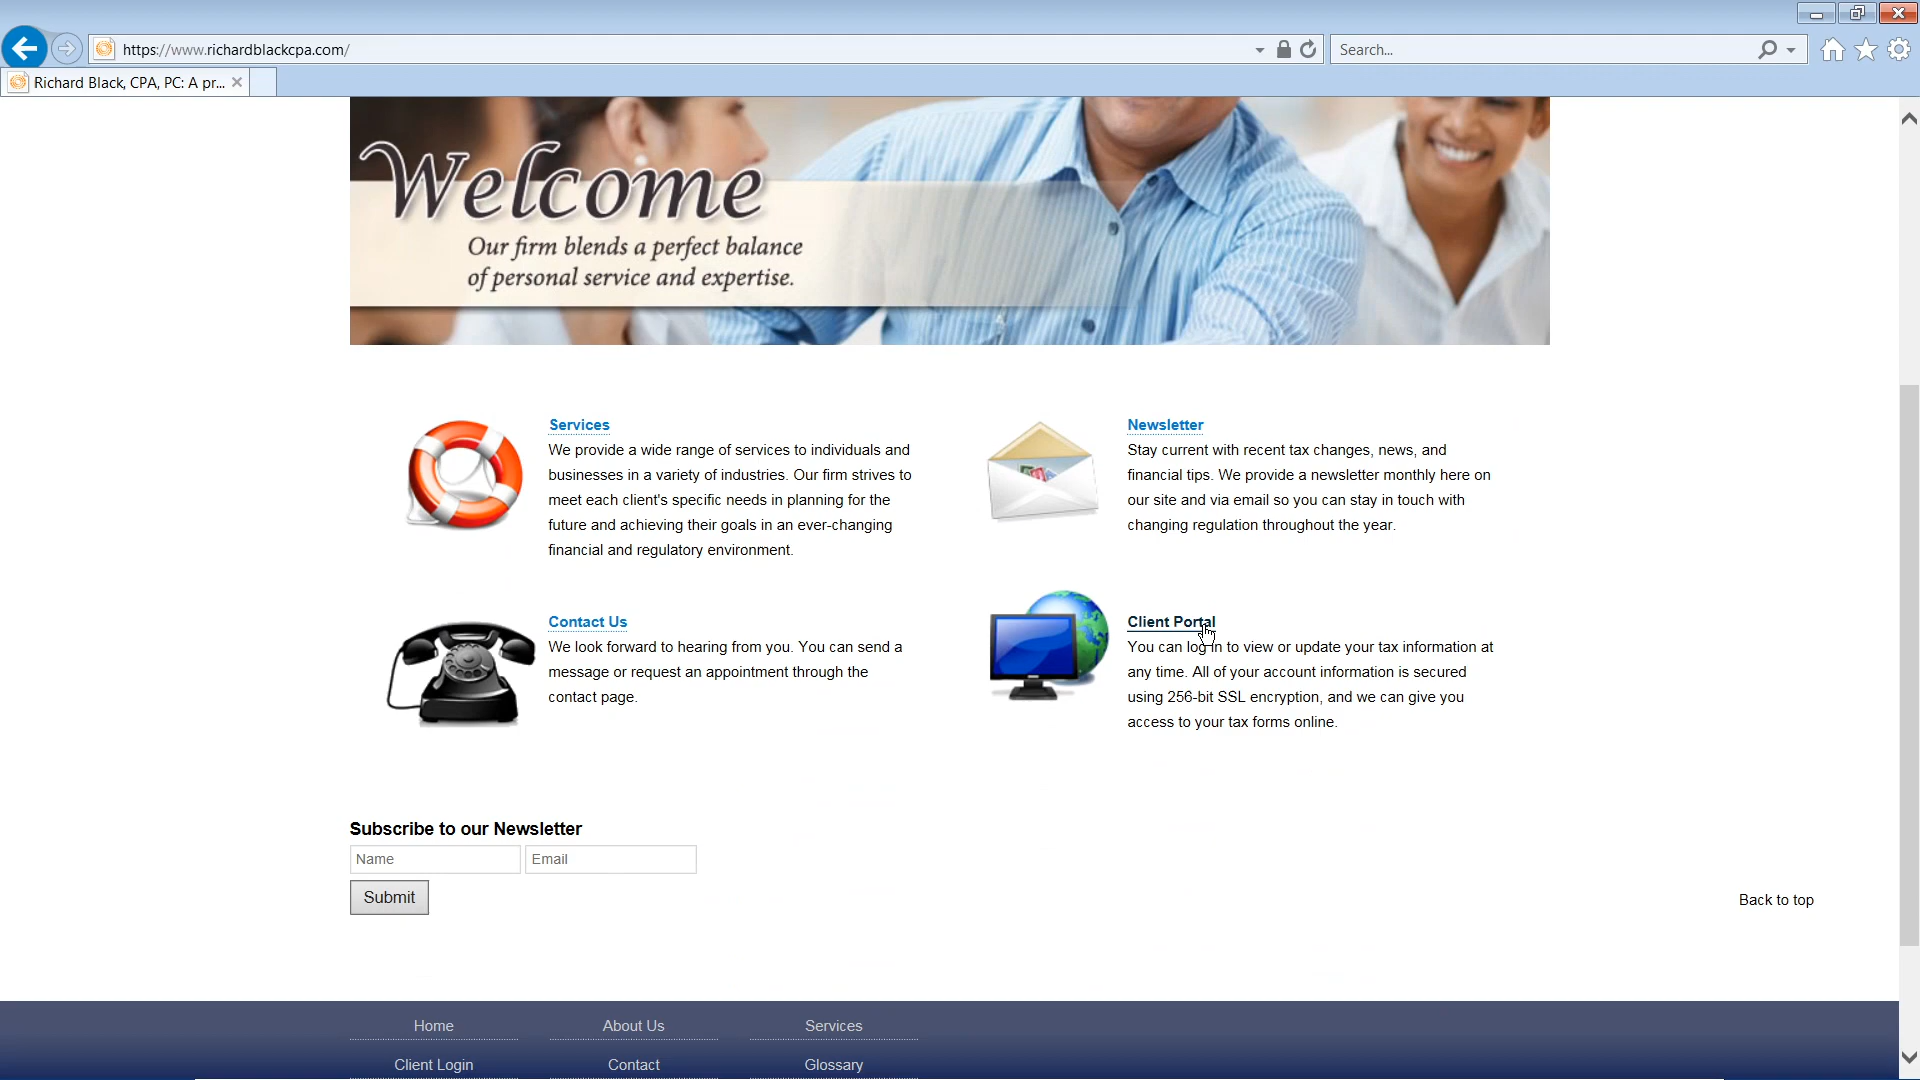 https://www.richardblackcpa.com/
Search...
Richard Black, CPA, PC: A pr...
Welcome
Our firm blends a perfect balance
of personal service and expertise.
Services
We provide a wide range of services to individuals and
businesses in a variety of industries. Our firm strives to
meet each client's specific needs in planning for the
future and achieving their goals in an ever-changing
financial and regulatory environment.
Newsletter
Stay current with recent tax changes, news, and
financial tips. We provide a newsletter monthly here on
our site and via email so you can stay in touch with
changing regulation throughout the year.
Contact Us
We look forward to hearing from you. You can send a
message or request an appointment through the
contact page.
Client Portal
You can log in to view or update your tax information at
any time. All of your account information is secured
using 256-bit SSL encryption, and we can give you
access to your tax forms online.
Subscribe to our Newsletter
Name
Email
Submit
Back to top
Home
About Us
Services
Client Login
Contact
Glossary